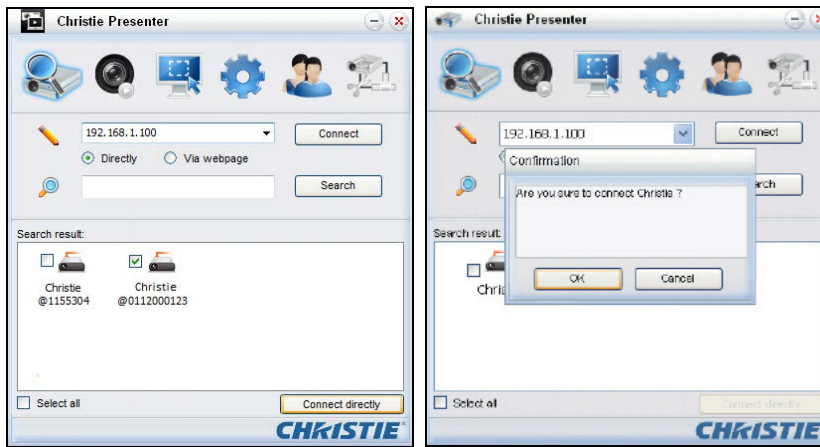 Christie Presenter
192.168.1.100
Connect
Directly
Via webpage
Search
Search result:
Christie
@1155304
Christie
@0112000123
Select all
Connect directly
CHRISTIE
Christie Presenter
192.168.1.100
Connect
Confirmation
Are you sure to connect Christie ?
OK
Cancel
Search result:
Select all
Connect directly
CHRISTIE